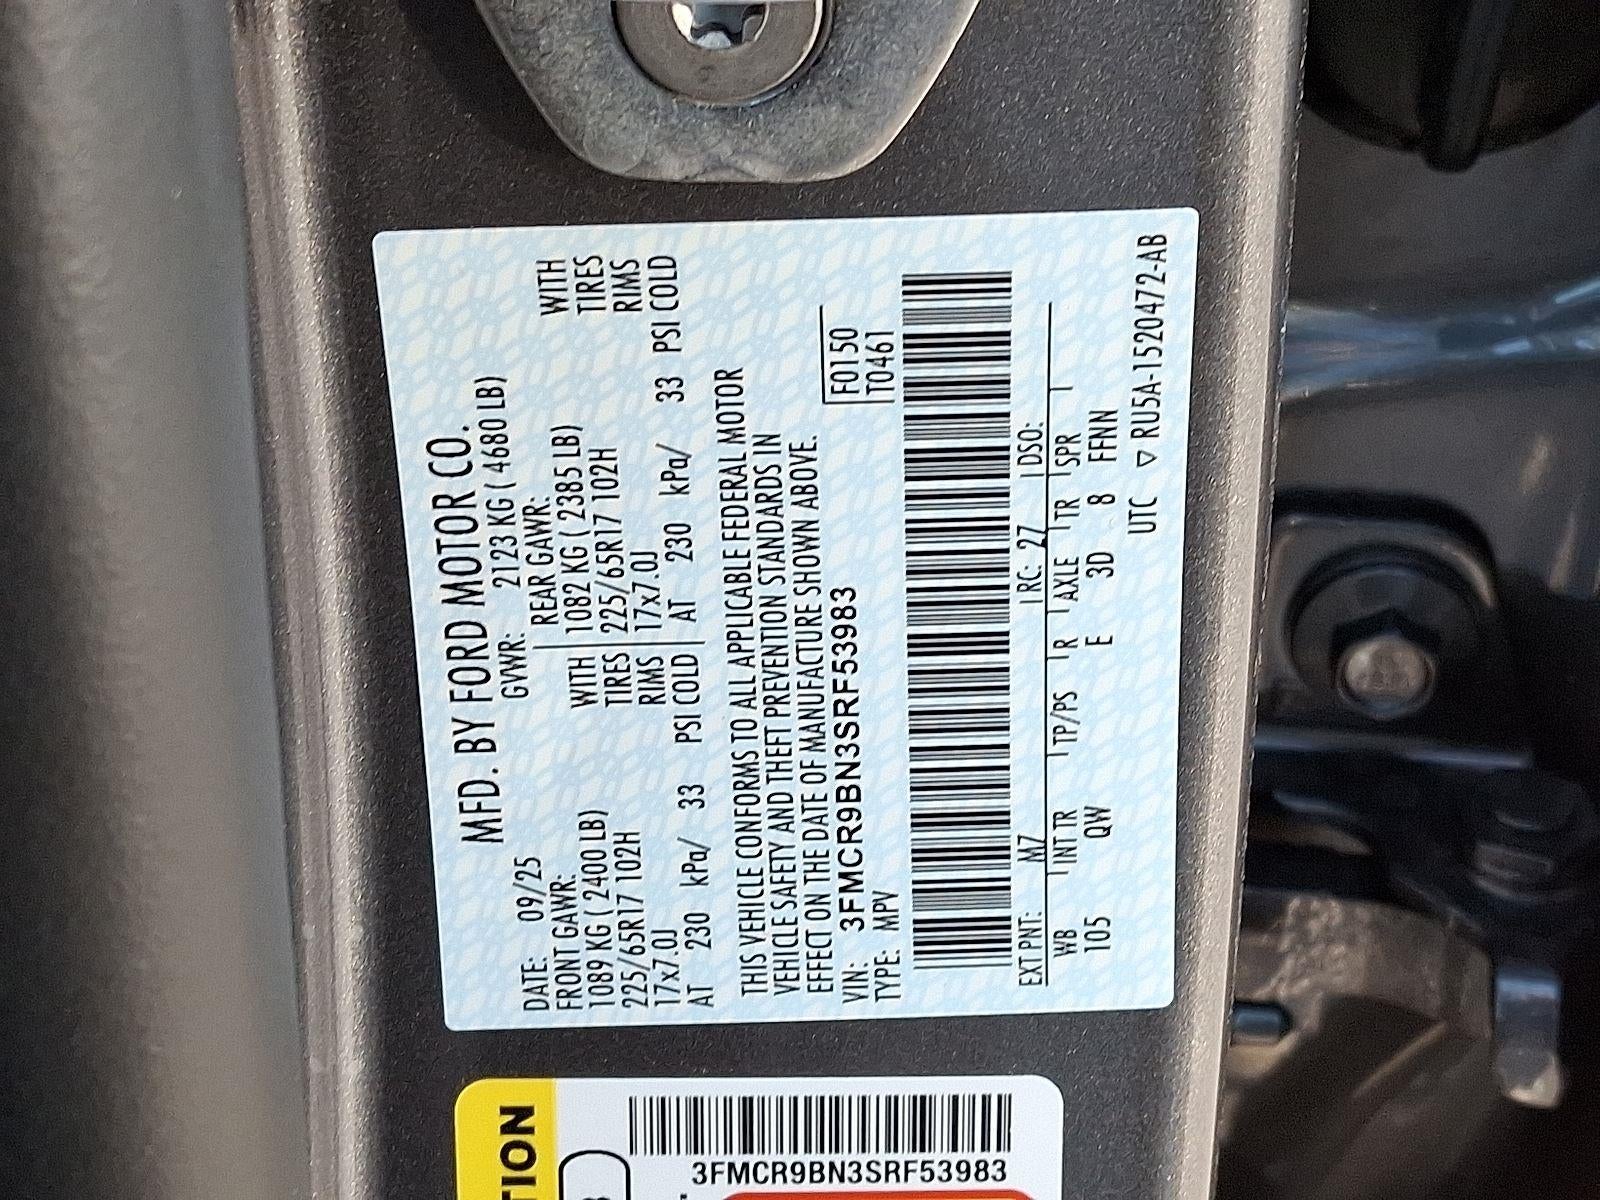 MFD. BY FORD MOTOR CO.
DATE: 09/25 GVWR: 2123 KG ( 4680 LB)
FRONT GAWR: REAR GAWR:
1089 KG ( 2400 LB) WITH 1082 KG ( 2385 LB) WITH
225/65R17 102H TIRES 225/65R17 102H TIRES
17x7.0J RIMS 17x7.0J RIMS
AT 230 kPa/ 33 PSI COLD AT 230 kPa/ 33 PSI COLD
THIS VEHICLE CONFORMS TO ALL APPLICABLE FEDERAL MOTOR
VEHICLE SAFETY AND THEFT PREVENTION STANDARDS IN
EFFECT ON THE DATE OF MANUFACTURE SHOWN ABOVE.
VIN: 3FMCR9BN3SRF53983 F0150
TYPE: MPV T0461
EXT PNT: M7 RC: 27 DSO:
WB INT TR TP/PS R AXLE TR SPR
105 QW E 3D 8 FFNN
UTC ▽ RU5A-1520472-AB
3FMCR9BN3SRF53983